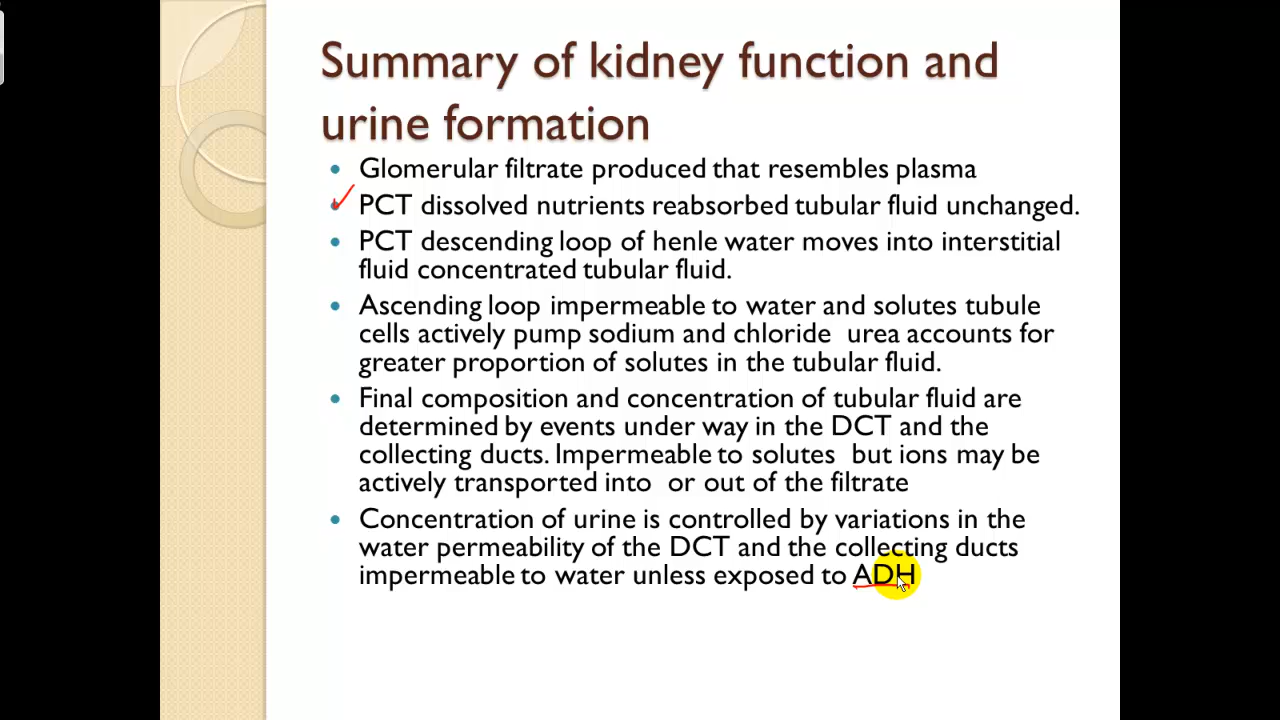 Summary of kidney function and
urine formation
• Glomerular filtrate produced that resembles plasma
• PCT dissolved nutrients reabsorbed tubular fluid unchanged.
• PCT descending loop of henle water moves into interstitial
fluid concentrated tubular fluid.
• Ascending loop impermeable to water and solutes tubule
cells actively pump sodium and chloride urea accounts for
greater proportion of solutes in the tubular fluid.
• Final composition and concentration of tubular fluid are
determined by events under way in the DCT and the
collecting ducts. Impermeable to solutes but ions may be
actively transported into or out of the filtrate
• Concentration of urine is controlled by variations in the
water permeability of the DCT and the collecting ducts
impermeable to water unless exposed to ADH